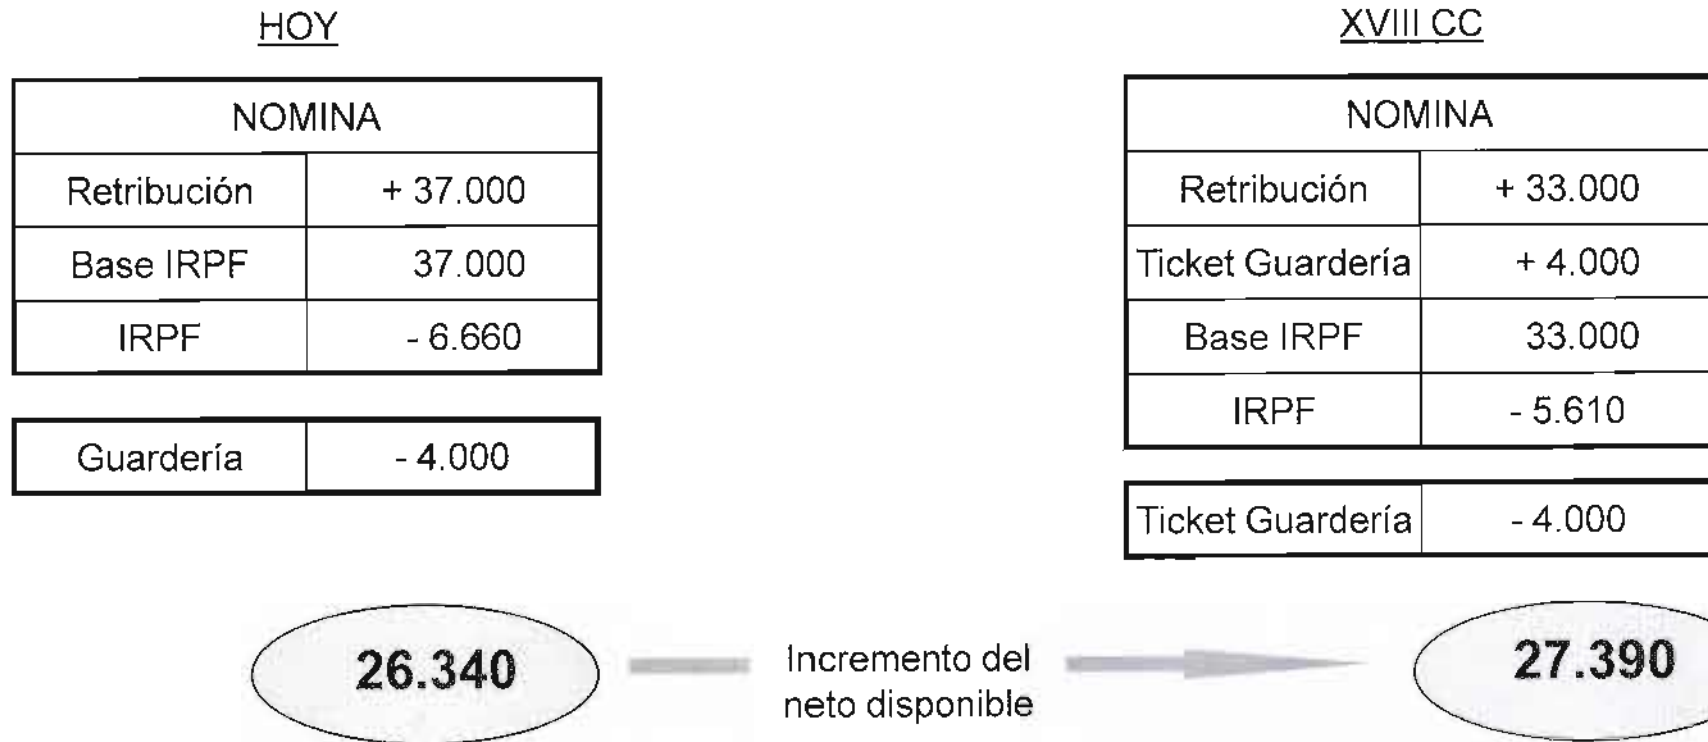 HOY
NOMINA
Retribución + 37.000
Base IRPF 37.000
IRPF - 6.660
Guardería - 4.000
26.340
Incremento del
neto disponible
XVIII CC
NOMINA
Retribución + 33.000
Ticket Guardería + 4.000
Base IRPF 33.000
IRPF - 5.610
Ticket Guardería - 4.000
27.390